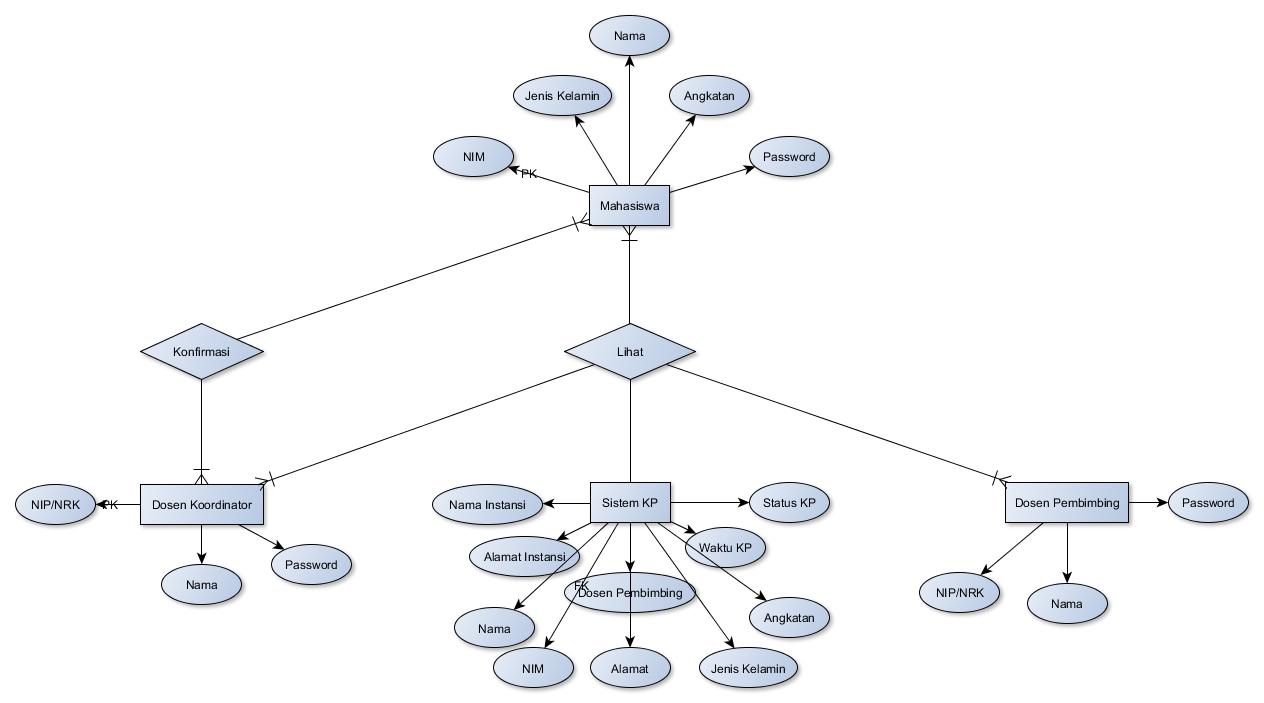 Nama
Jenis Kelamin
Angkatan
NIM
PK
Password
Mahasiswa
Konfirmasi
Lihat
NIP/NRK
PK
Dosen Koordinator
Nama
Password
Nama Instansi
Sistem KP
Status KP
Alamat Instansi
Waktu KP
FK
Dosen Pembimbing
Nama
Angkatan
NIM
Alamat
Jenis Kelamin
Dosen Pembimbing
Password
NIP/NRK
Nama